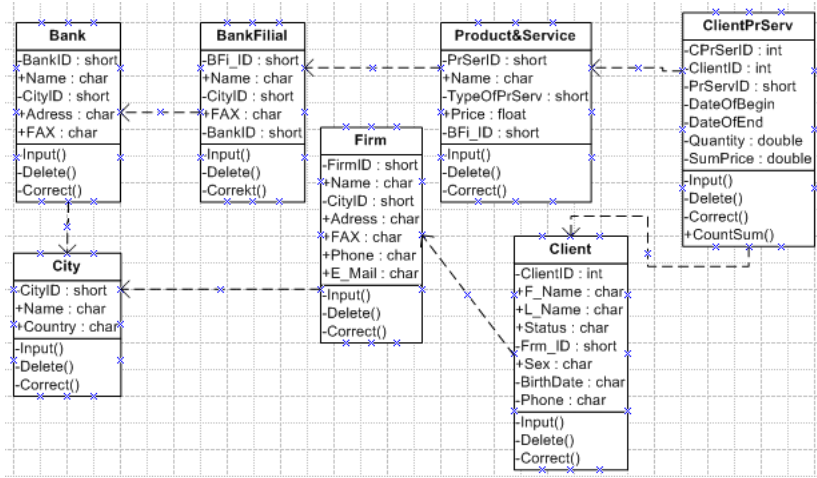 Bank
-BankID : short
+Name : char
-CityID : short
+Adress : char
+FAX : char
-Input()
-Delete()
-Correct()
BankFilial
-BFi_ID : short
+Name : char
-CityID : short
+FAX : char
-BankID : short
-Input()
-Delete()
-Correkt()
Product&Service
-PrSerID : short
+Name : char
-TypeOfPrServ : short
+Price : float
-BFi_ID : short
-Input()
-Delete()
-Correct()
ClientPrServ
-CPrSerID : int
-ClientID : int
-PrServID : short
-DateOfBegin
-DateOfEnd
-Quantity : double
-SumPrice : double
-Input()
-Delete()
-Correct()
+CountSum()
Firm
-FirmID : short
+Name : char
-CityID : short
+Adress : char
+FAX : char
+Phone : char
+E_Mail : char
-Input()
-Delete()
-Correct()
City
-CityID : short
+Name : char
+Country : char
-Input()
-Delete()
-Correct()
Client
-ClientID : int
+F_Name : char
+L_Name : char
+Status : char
-Frm_ID : short
+Sex : char
-BirthDate : char
-Phone : char
-Input()
-Delete()
-Correct()